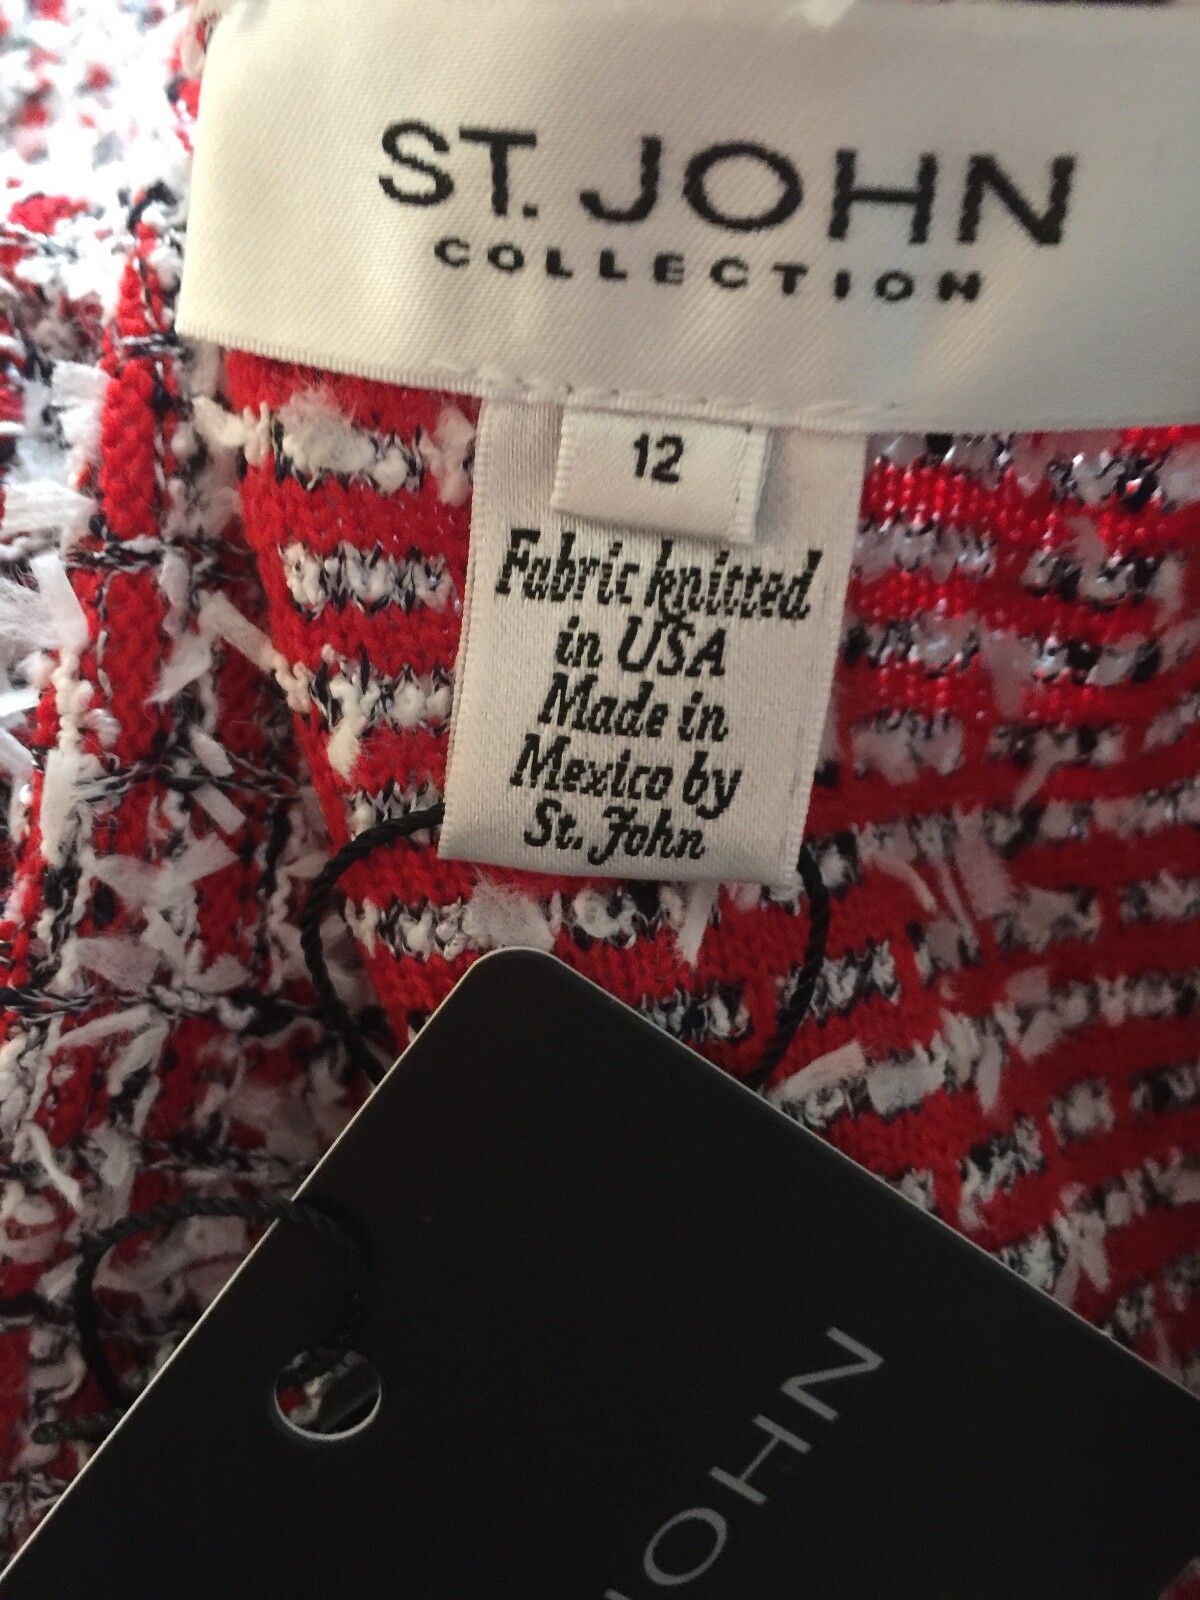 ST. JOHN
COLLECTION
12
Fabric knitted
in USA
Made in
Mexico by
St. John
JOHN